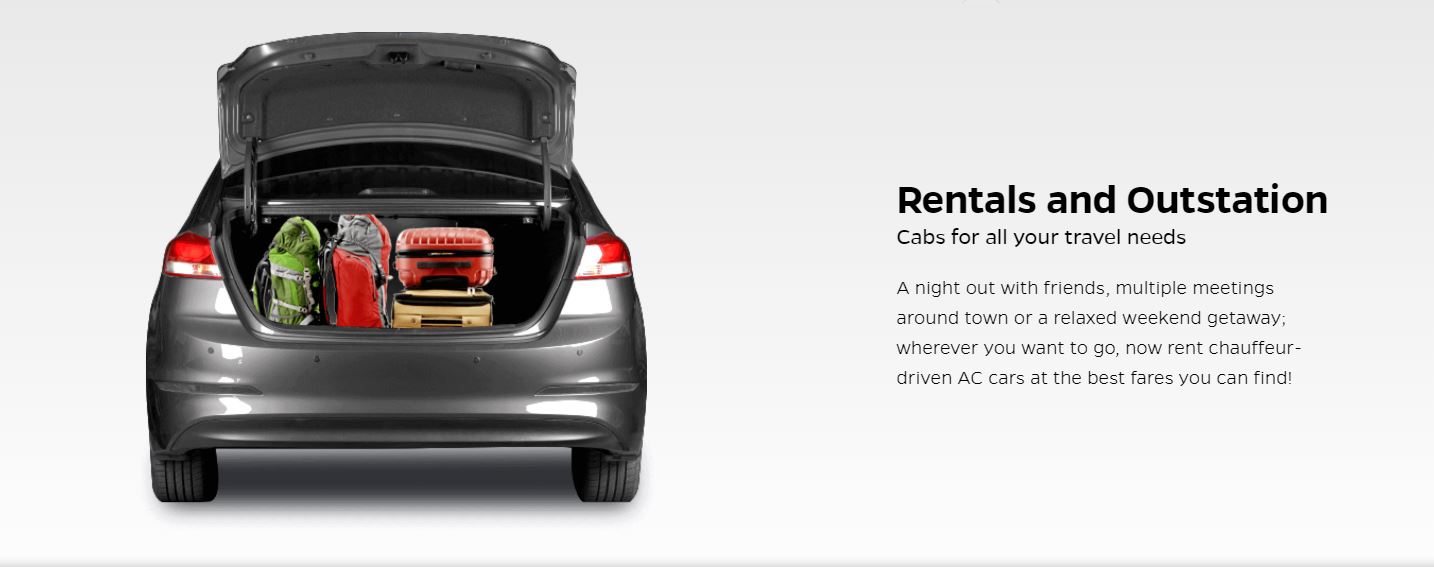 Rentals and Outstation
Cabs for all your travel needs
A night out with friends, multiple meetings
around town or a relaxed weekend getaway;
wherever you want to go, now rent chauffeur-
driven AC cars at the best fares you can find!